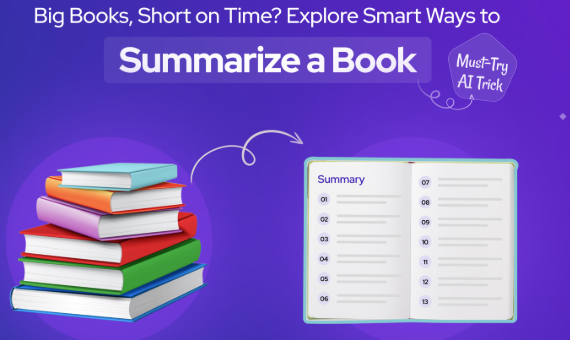 Big Books, Short on Time? Explore Smart Ways to
Summarize a Book
Must-Try
AI Trick
Summary
01
02
03
04
05
06
07
08
09
10
11
12
13